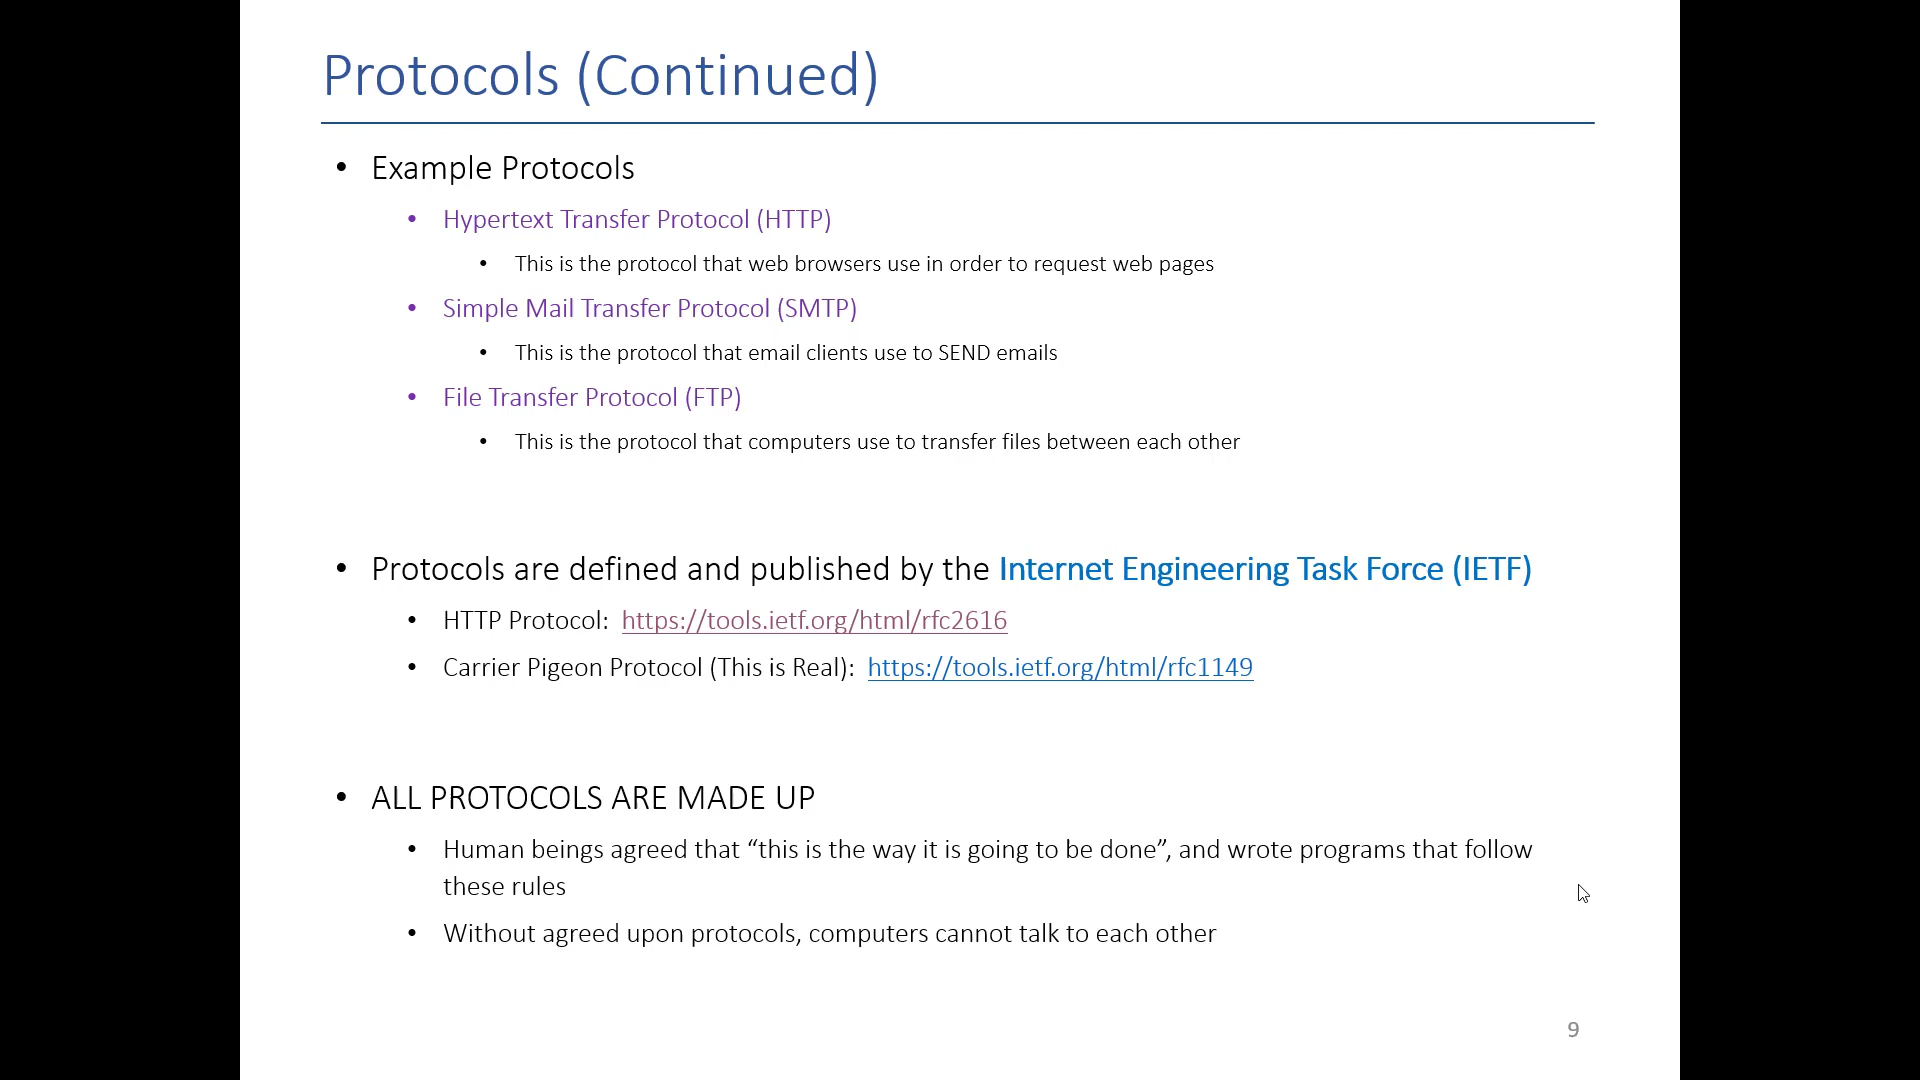 Protocols (Continued)
• Example Protocols
• Hypertext Transfer Protocol (HTTP)
• This is the protocol that web browsers use in order to request web pages
• Simple Mail Transfer Protocol (SMTP)
• This is the protocol that email clients use to SEND emails
• File Transfer Protocol (FTP)
• This is the protocol that computers use to transfer files between each other
• Protocols are defined and published by the Internet Engineering Task Force (IETF)
• HTTP Protocol: https://tools.ietf.org/html/rfc2616
• Carrier Pigeon Protocol (This is Real): https://tools.ietf.org/html/rfc1149
• ALL PROTOCOLS ARE MADE UP
• Human beings agreed that “this is the way it is going to be done”, and wrote programs that follow
these rules
• Without agreed upon protocols, computers cannot talk to each other
9